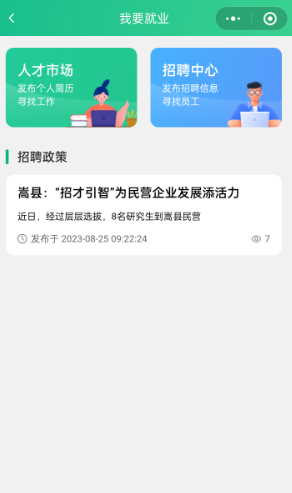 我要就业
人才市场
发布个人简历
寻找工作
招聘中心
发布招聘信息
寻找员工
招聘政策
嵩县：“招才引智”为民营企业发展添活力
近日，经过层层选拔，8名研究生到嵩县民营
发布于 2023-08-25 09:22:24
7